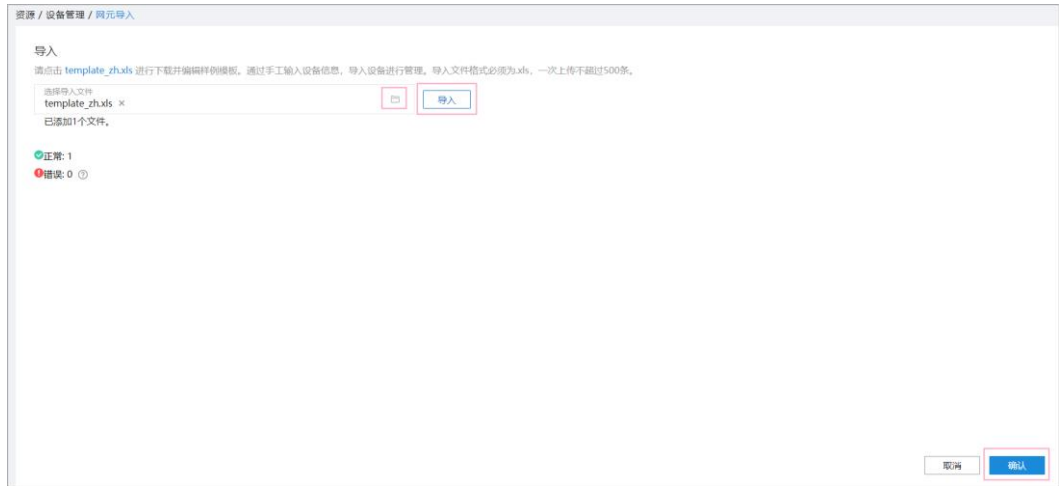 资源 / 设备管理 / 网元导入
导入
请点击 template_zh.xls 进行下载并编辑样例模板。通过手工输入设备信息，导入设备进行管理。导入文件格式必须为.xls，一次上传不超过500条。
选择导入文件
template_zh.xls ×
导入
已添加1个文件。
正常: 1
错误: 0
取消 确认